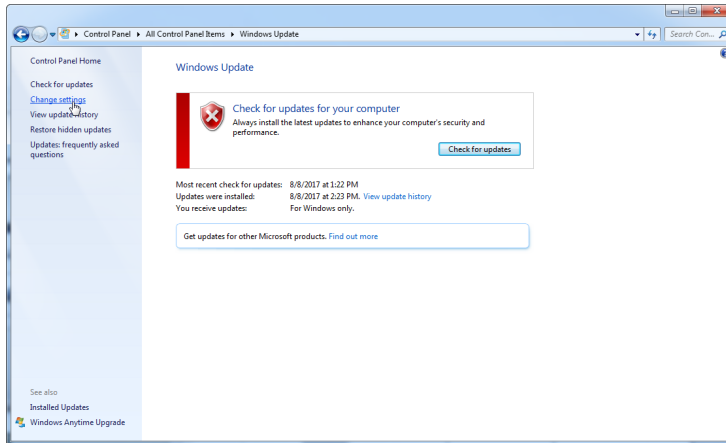 Control Panel ▸ All Control Panel Items ▸ Windows Update
Search Con...
Control Panel Home
Check for updates
Change settings
View update history
Restore hidden updates
Updates: frequently asked
questions
Windows Update
Check for updates for your computer
Always install the latest updates to enhance your computer's security and
performance.
Check for updates
Most recent check for updates: 8/8/2017 at 1:22 PM
Updates were installed: 8/8/2017 at 2:23 PM. View update history
You receive updates: For Windows only.
Get updates for other Microsoft products. Find out more
See also
Installed Updates
Windows Anytime Upgrade